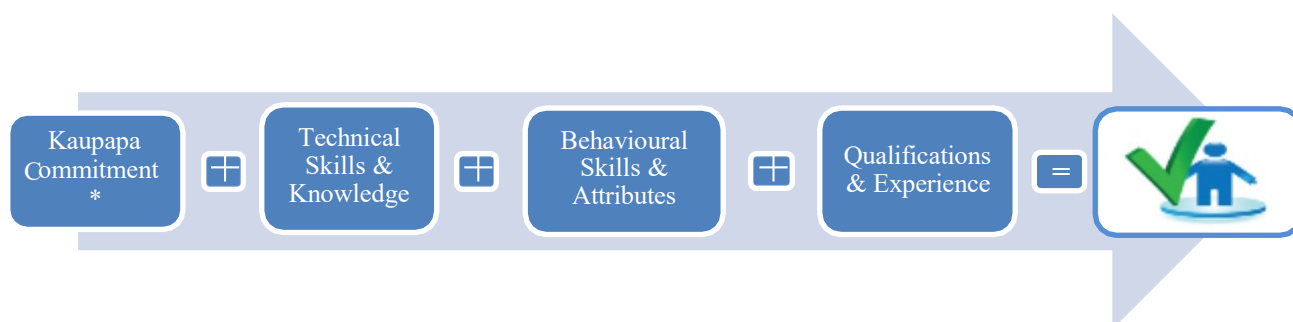 Kaupapa
Commitment
*
+
Technical
Skills &
Knowledge
+
Behavioural
Skills &
Attributes
+
Qualifications
& Experience
=